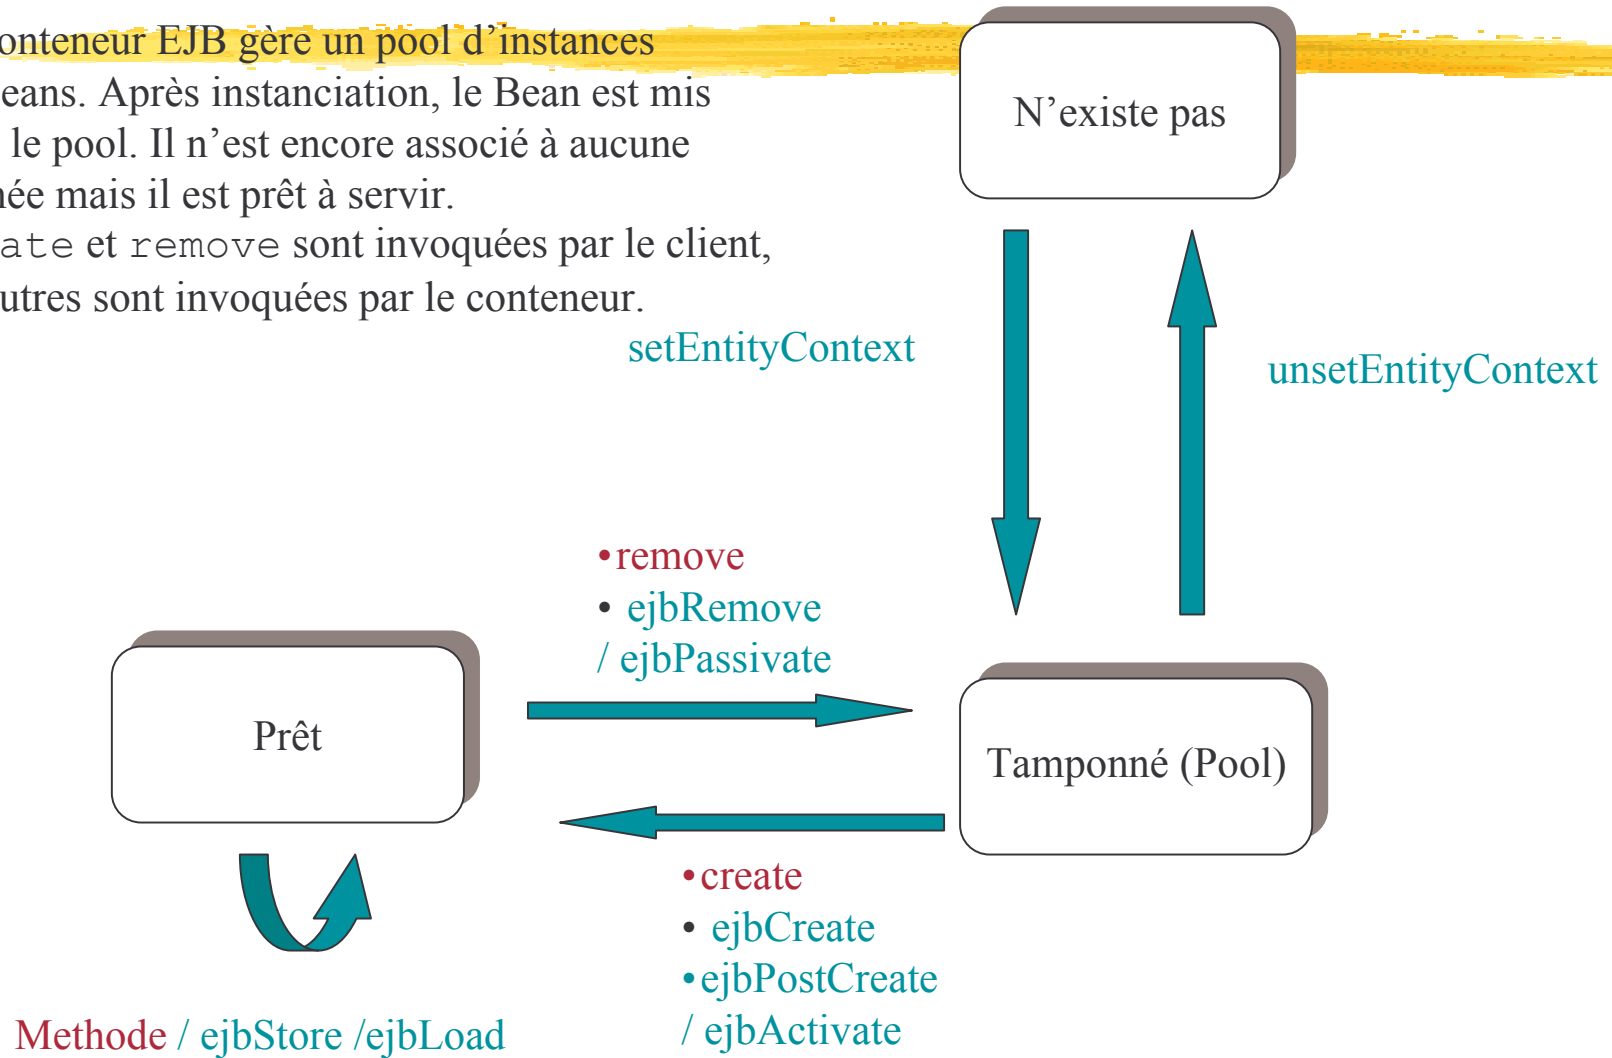 onteneur EJB gère un pool d’instances
eans. Après instanciation, le Bean est mis
le pool. Il n’est encore associé à aucune
née mais il est prêt à servir.
ate et remove sont invoquées par le client,
utres sont invoquées par le conteneur.
N’existe pas
setEntityContext
unsetEntityContext
•remove
• ejbRemove
/ ejbPassivate
Prêt
Tamponné (Pool)
•create
• ejbCreate
•ejbPostCreate
/ ejbActivate
Methode / ejbStore /ejbLoad